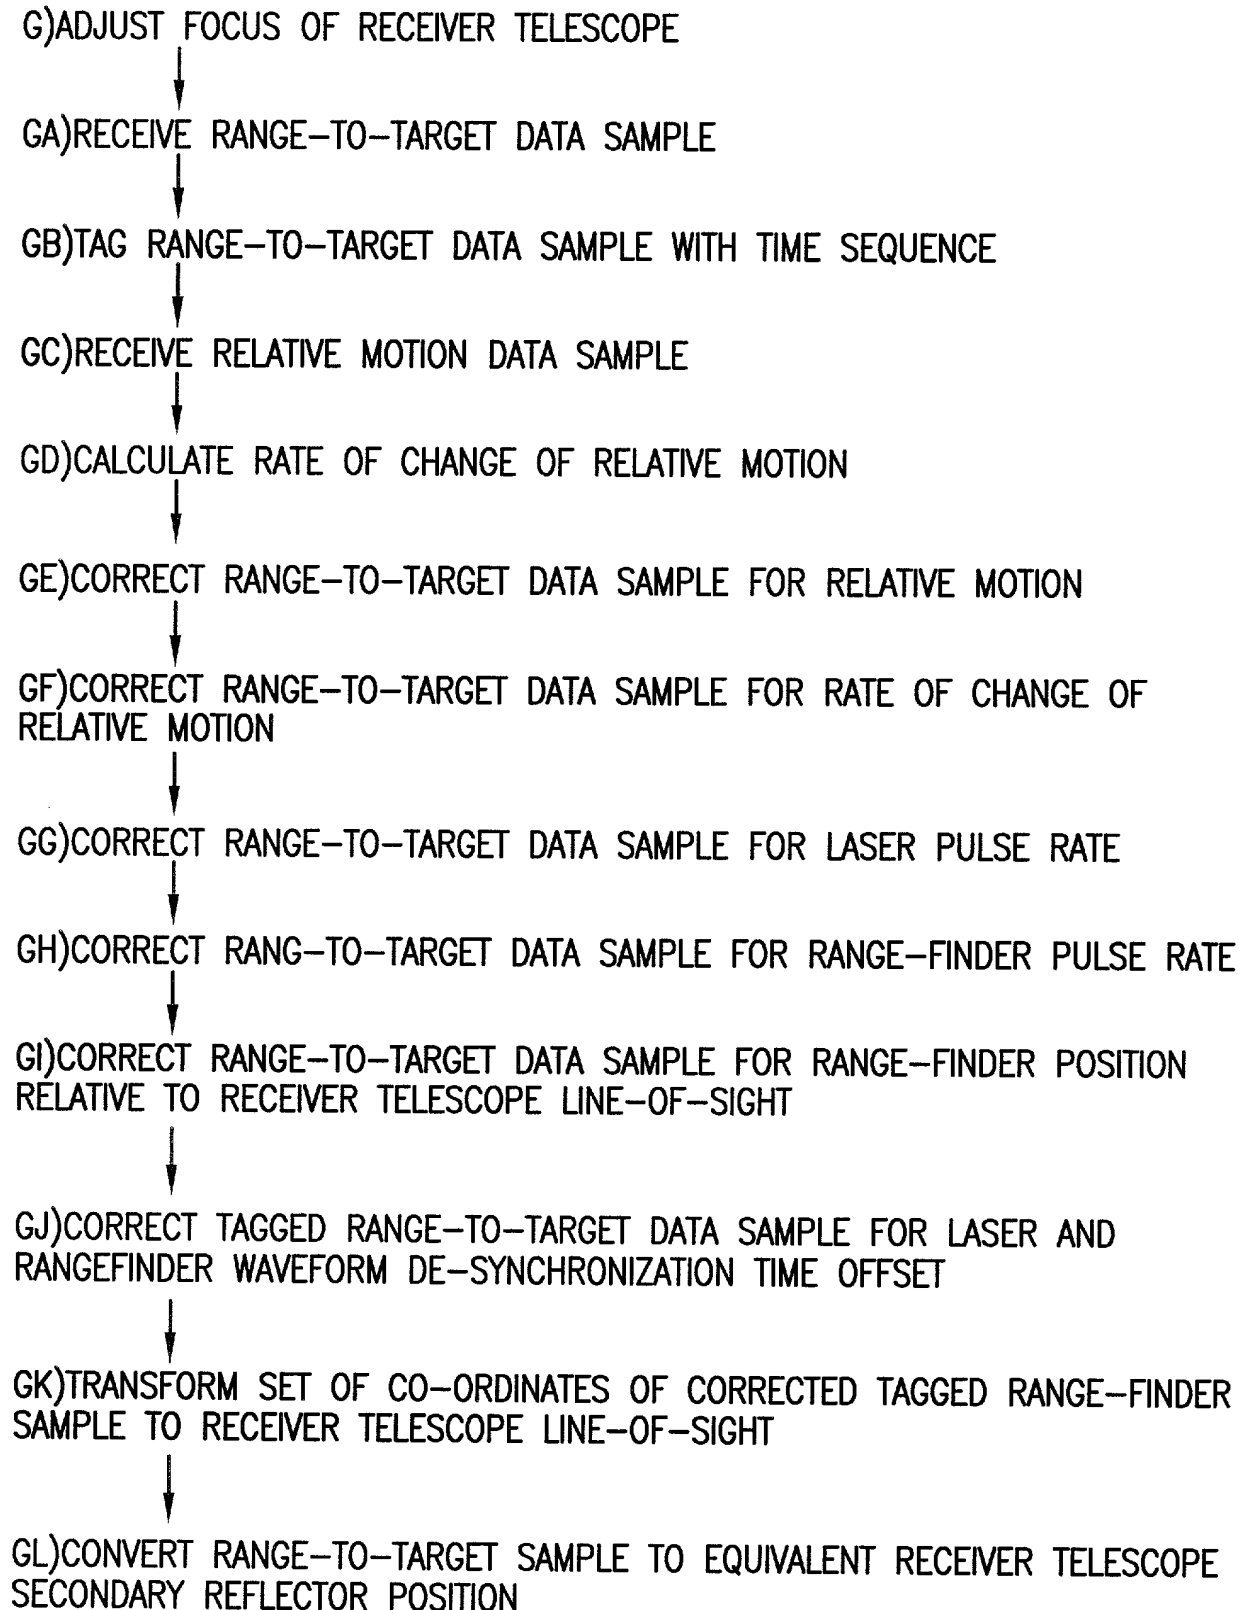 G)ADJUST FOCUS OF RECEIVER TELESCOPE
GA)RECEIVE RANGE-TO-TARGET DATA SAMPLE
GB)TAG RANGE-TO-TARGET DATA SAMPLE WITH TIME SEQUENCE
GC)RECEIVE RELATIVE MOTION DATA SAMPLE
GD)CALCULATE RATE OF CHANGE OF RELATIVE MOTION
GE)CORRECT RANGE-TO-TARGET DATA SAMPLE FOR RELATIVE MOTION
GF)CORRECT RANGE-TO-TARGET DATA SAMPLE FOR RATE OF CHANGE OF
RELATIVE MOTION
GG)CORRECT RANGE-TO-TARGET DATA SAMPLE FOR LASER PULSE RATE
GH)CORRECT RANG-TO-TARGET DATA SAMPLE FOR RANGE-FINDER PULSE RATE
GI)CORRECT RANGE-TO-TARGET DATA SAMPLE FOR RANGE-FINDER POSITION
RELATIVE TO RECEIVER TELESCOPE LINE-OF-SIGHT
GJ)CORRECT TAGGED RANGE-TO-TARGET DATA SAMPLE FOR LASER AND
RANGEFINDER WAVEFORM DE-SYNCHRONIZATION TIME OFFSET
GK)TRANSFORM SET OF CO-ORDINATES OF CORRECTED TAGGED RANGE-FINDER
SAMPLE TO RECEIVER TELESCOPE LINE-OF-SIGHT
GL)CONVERT RANGE-TO-TARGET SAMPLE TO EQUIVALENT RECEIVER TELESCOPE
SECONDARY REFLECTOR POSITION